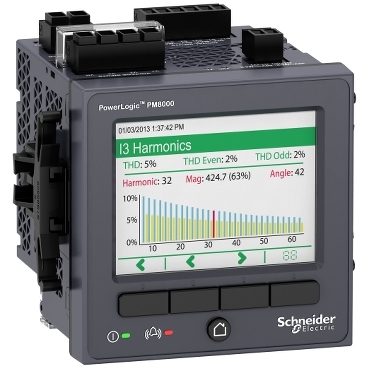 PowerLogic™ PM8000
01/03/2013 1:37:42 PM
I3 Harmonics
THD: 5% THD Even: 2% THD Odd: 2%
Harmonic: 32 Mag: 424.7 (63%) Angle: 42
10%
5%
0%
10 20 30 40 50 60
Schneider
Electric